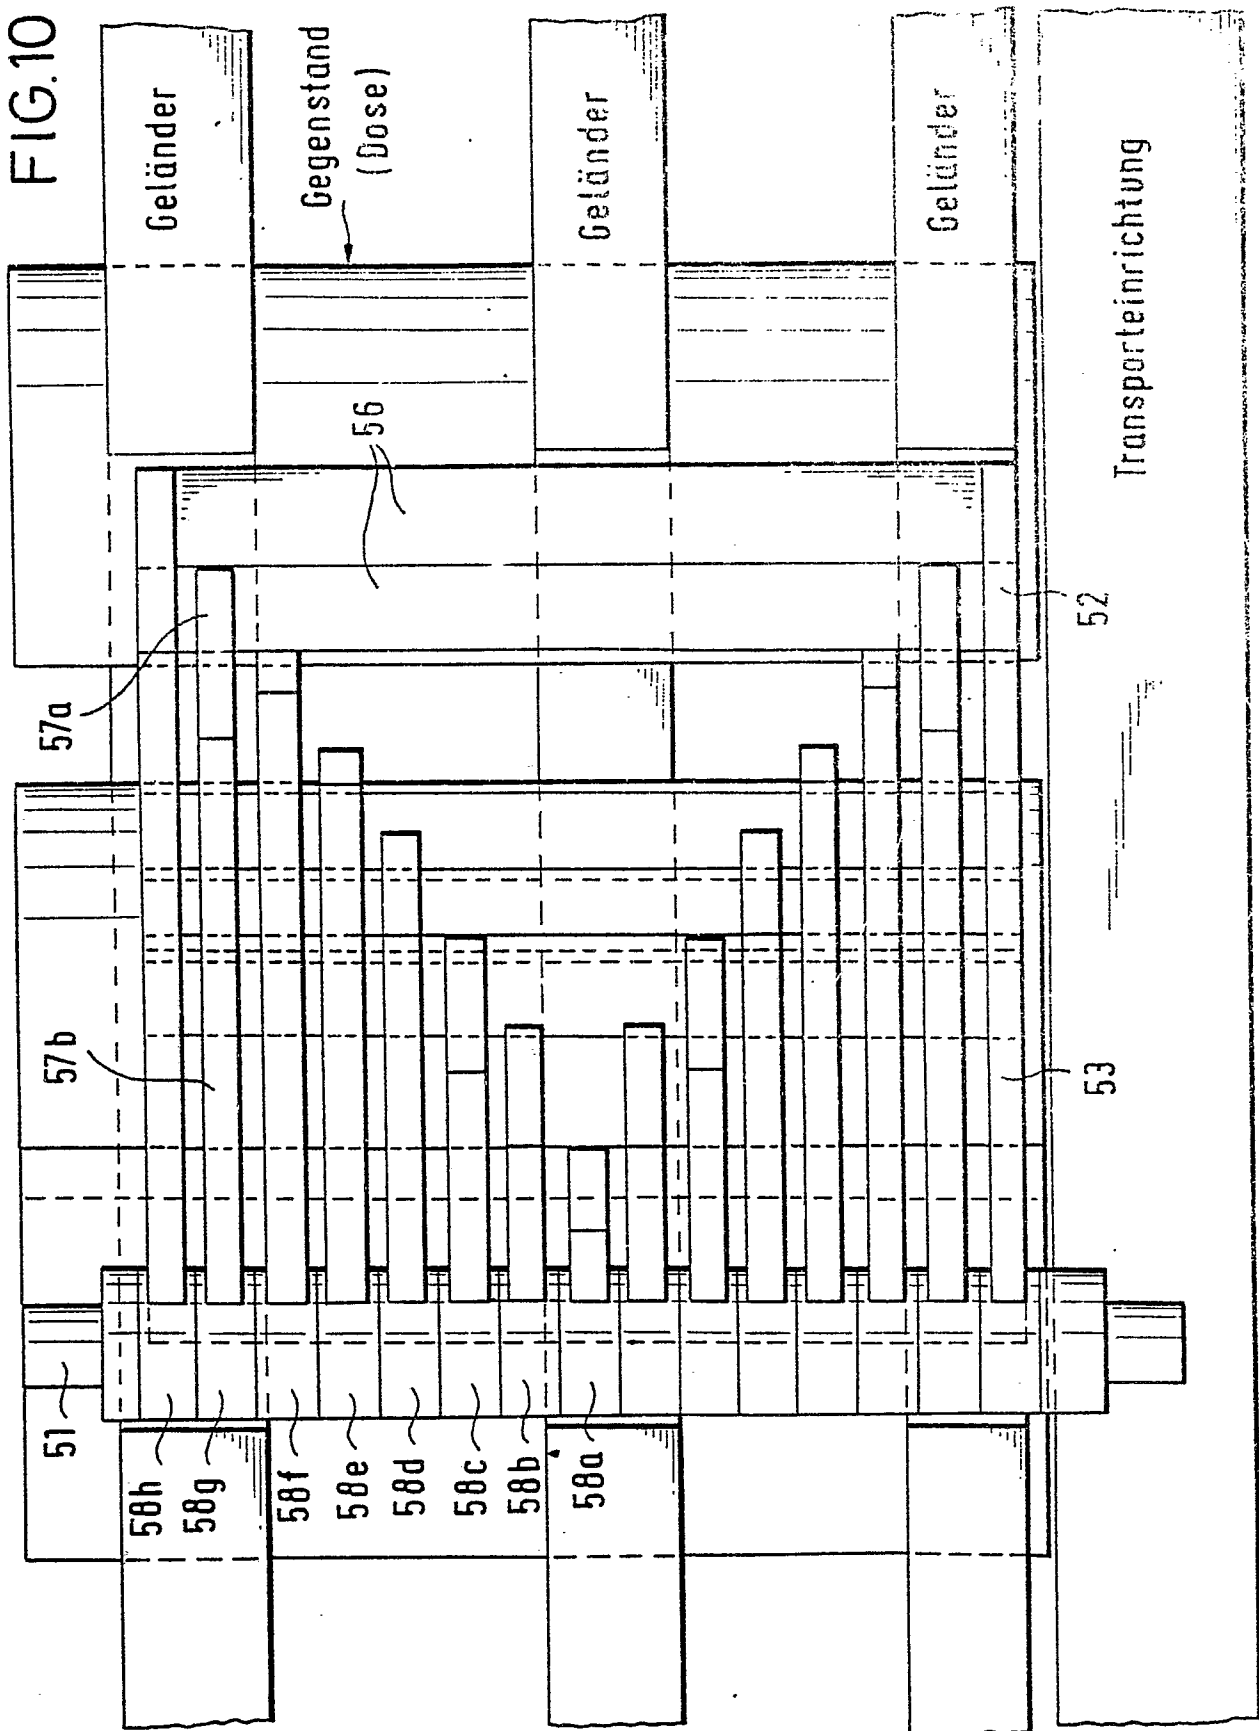 FIG.10
Geländer
Gegenstand
(Dose)
Geländer
Geländer
Transporteinrichtung
56
57a
52
57b
53
51
58h
58g
58f
58e
58d
58c
58b
58a